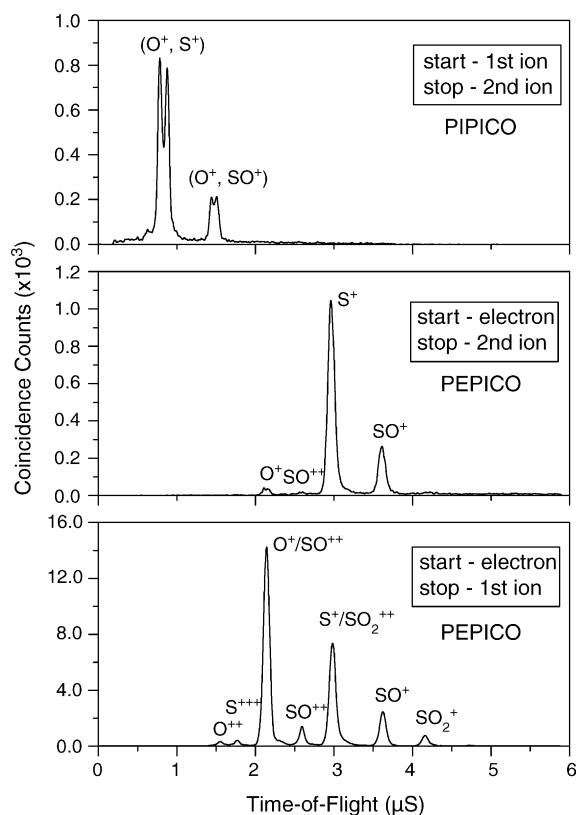 1.0
0.8
0.6
0.4
0.2
0.0
(O⁺, S⁺)
(O⁺, SO⁺)
start - 1st ion
stop - 2nd ion
PIPICO
1.2
1.0
0.8
0.6
0.4
0.2
0.0
S⁺
SO⁺
O⁺ SO⁺⁺
start - electron
stop - 2nd ion
PEPICO
Coincidence Counts (x10³)
16.0
12.0
8.0
4.0
0.0
O⁺/SO⁺⁺
S⁺/SO₂⁺⁺
S⁺⁺⁺
O⁺⁺
SO⁺⁺
SO⁺
SO₂⁺
start - electron
stop - 1st ion
PEPICO
0 1 2 3 4 5 6
Time-of-Flight (µS)